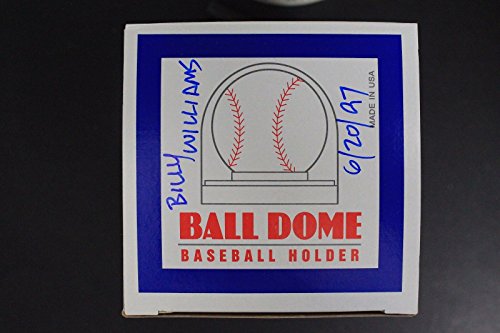 BILLY
WILLIAMS
6/20/97
MADE IN USA
BALL DOME
BASEBALL HOLDER